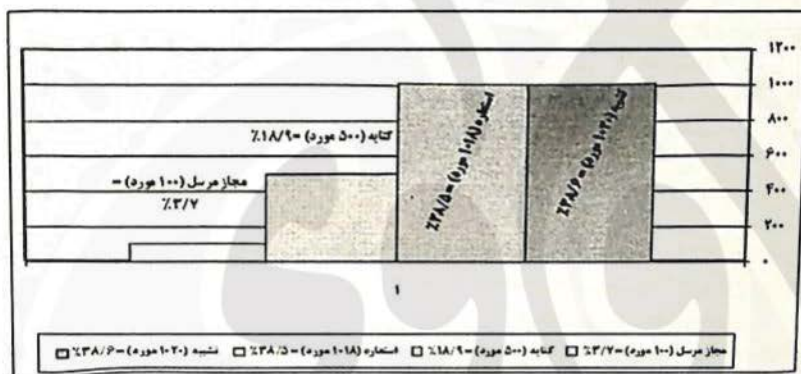 ۱۲۰۰
۱۰۰۰
۸۰۰
۶۰۰
۴۰۰
۲۰۰
۰
تشبیه (۱۰۲۰ مورد) =۳۸/۶٪
استعاره (۱۰۱۸ مورد) =۳۸/۵٪
کنایه (۵۰۰ مورد) =۱۸/۹٪
مجاز مرسل (۱۰۰ مورد) =
۳/۷٪
۱
تشبیه (۱۰۲۰ مورد) =۳۸/۶٪ استعاره (۱۰۱۸ مورد) =۳۸/۵٪ کنایه (۵۰۰ مورد) =۱۸/۹٪ مجاز مرسل (۱۰۰ مورد) =۳/۷٪